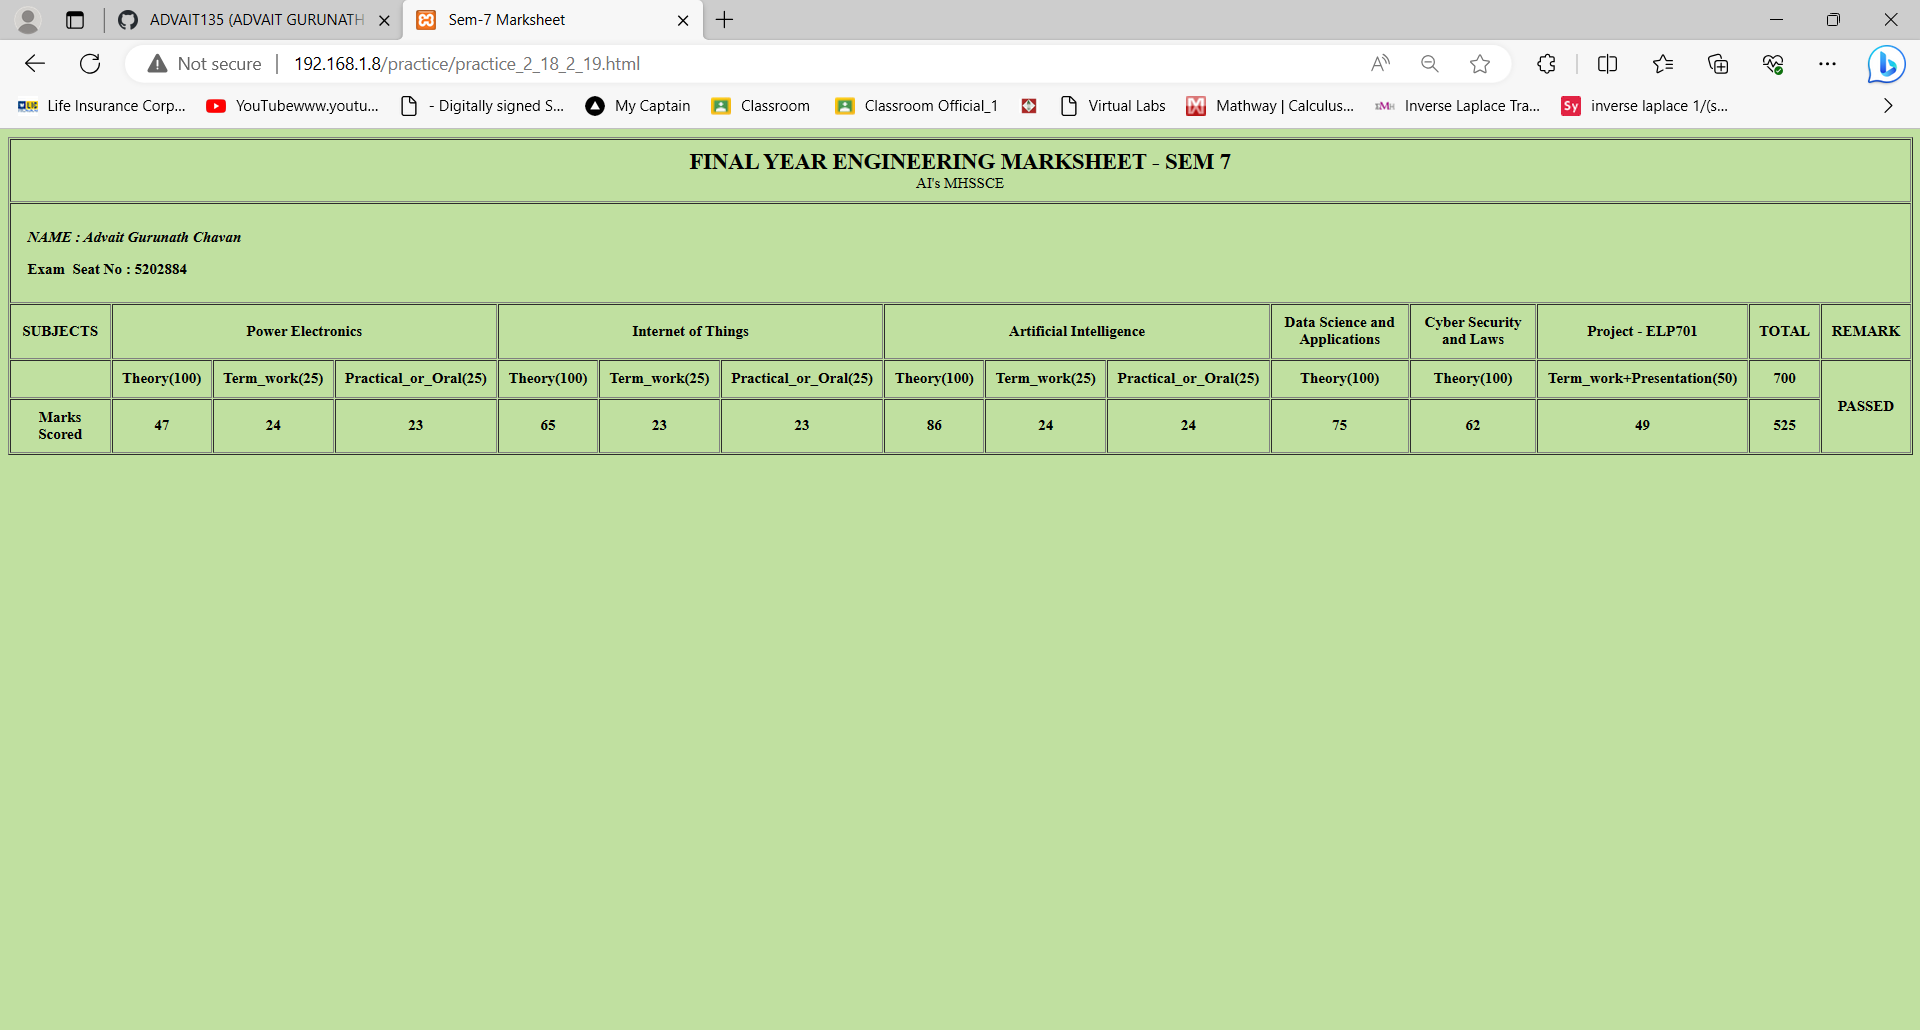 ADVAIT135 (ADVAIT GURUNATH
Sem-7 Marksheet
Not secure
192.168.1.8/practice/practice_2_18_2_19.html
Life Insurance Corp...
YouTubewww.youtu...
- Digitally signed S...
My Captain
Classroom
Classroom Official_1
Virtual Labs
Mathway | Calculus...
Inverse Laplace Tra...
Sy
inverse laplace 1/(s...
FINAL YEAR ENGINEERING MARKSHEET - SEM 7
AI's MHSSCE
NAME : Advait Gurunath Chavan
Exam Seat No : 5202884
SUBJECTS Power Electronics Internet of Things Artificial Intelligence Data Science and Applications Cyber Security and Laws Project - ELP701 TOTAL REMARK
Theory(100) Term_work(25) Practical_or_Oral(25) Theory(100) Term_work(25) Practical_or_Oral(25) Theory(100) Term_work(25) Practical_or_Oral(25) Theory(100) Theory(100) Term_work+Presentation(50) 700 PASSED
Marks Scored 47 24 23 65 23 23 86 24 24 75 62 49 525